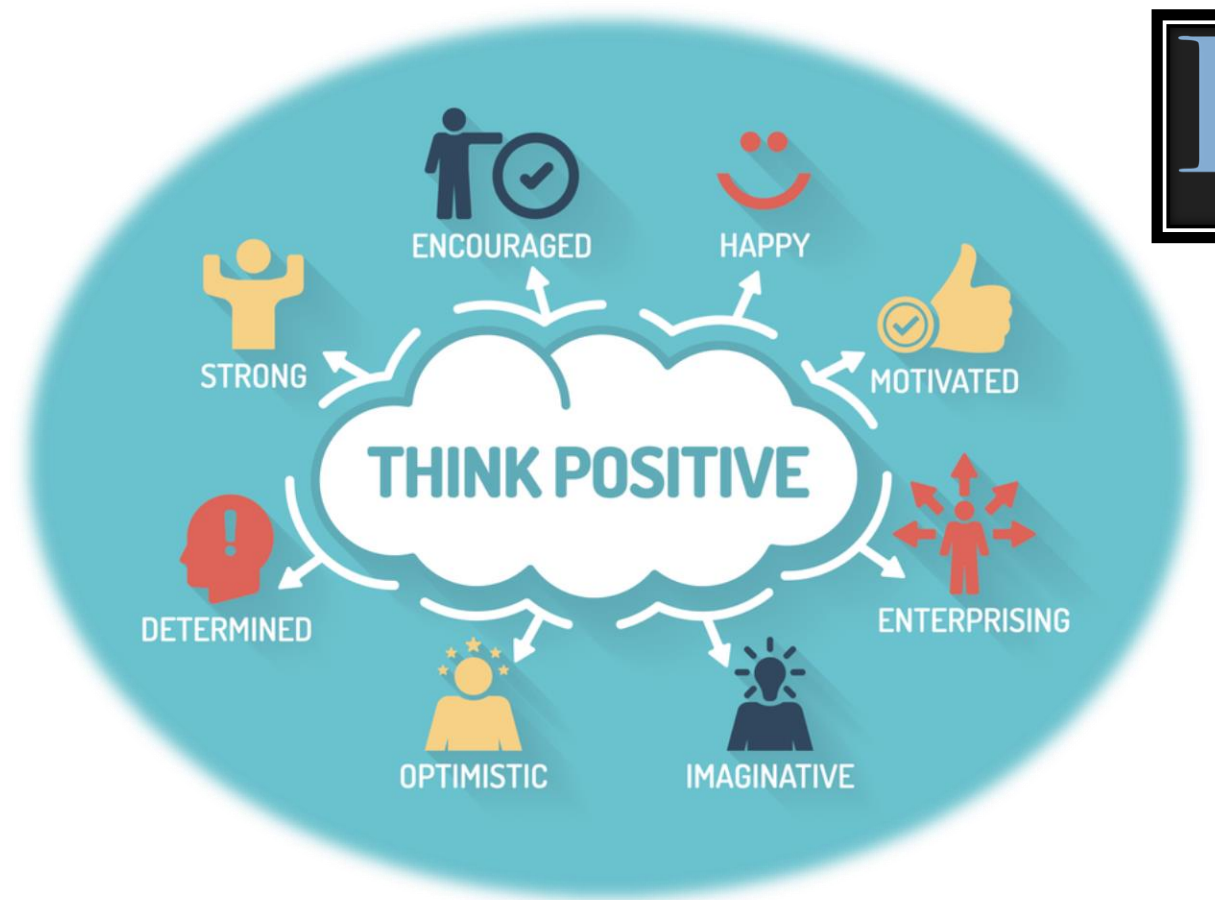 ENCOURAGED
HAPPY
STRONG
MOTIVATED
THINK POSITIVE
DETERMINED
ENTERPRISING
OPTIMISTIC
IMAGINATIVE